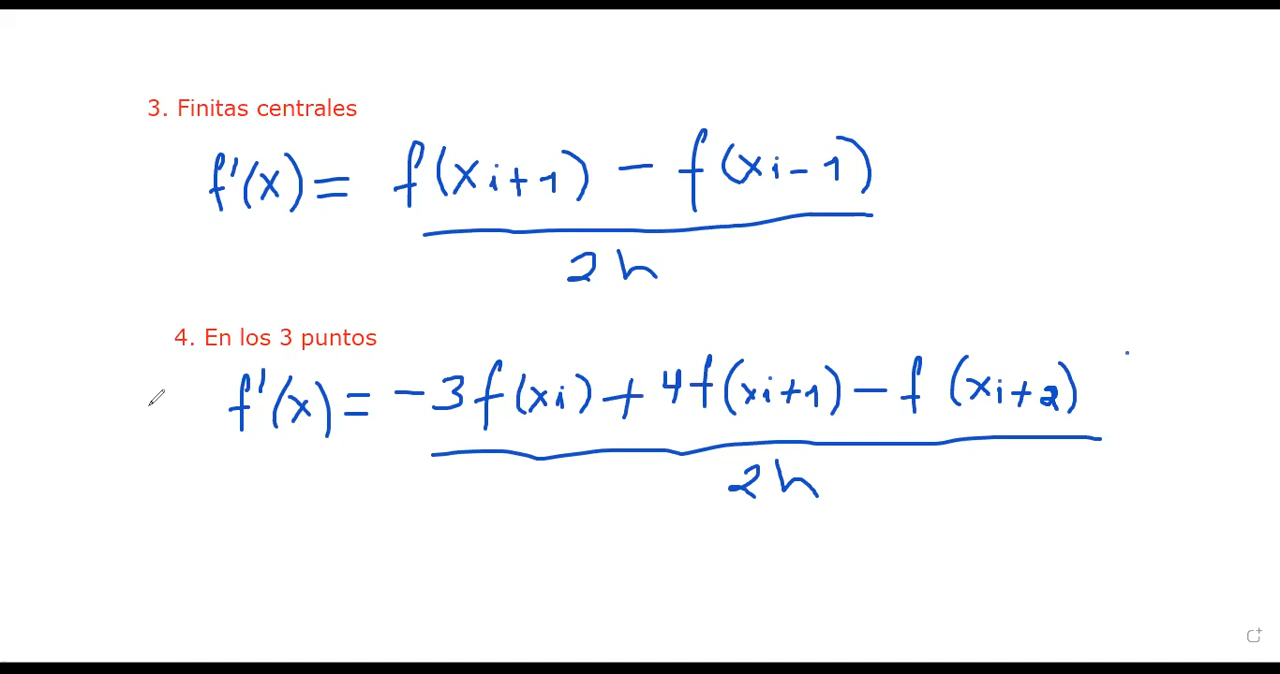 3. Finitas centrales
f'(x) = f(xi+1) - f(xi-1)
2h
4. En los 3 puntos
f'(x) = -3f(xi) + 4f(xi+1) - f(xi+2)
2h